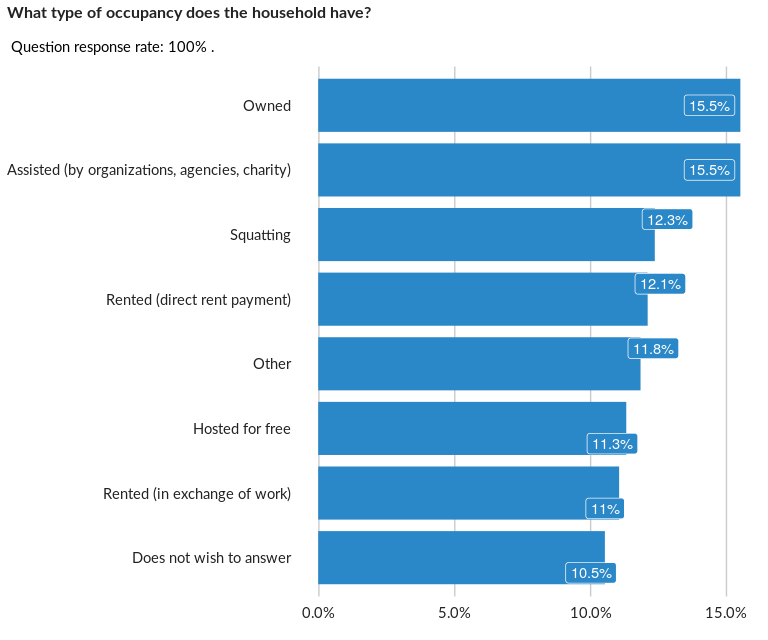 What type of occupancy does the household have?
Question response rate: 100% .
Owned 15.5%
Assisted (by organizations, agencies, charity) 15.5%
Squatting 12.3%
Rented (direct rent payment) 12.1%
Other 11.8%
Hosted for free 11.3%
Rented (in exchange of work) 11%
Does not wish to answer 10.5%
0.0% 5.0% 10.0% 15.0%